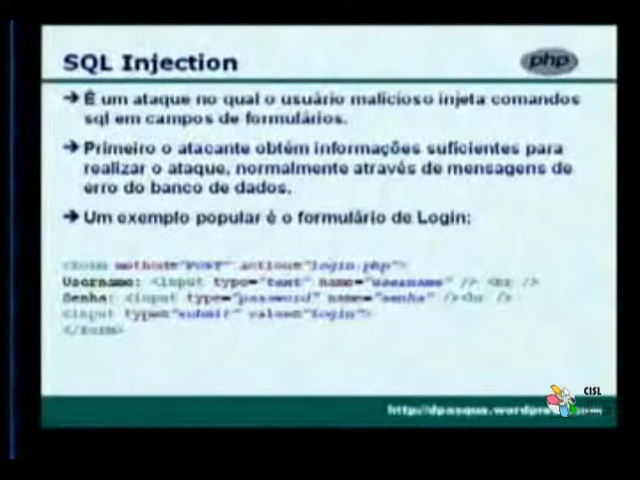 SQL Injection
php
➔ É um ataque no qual o usuário malicioso injeta comandos
sql em campos de formulários.
➔ Primeiro o atacante obtém informações suficientes para
realizar o ataque, normalmente através de mensagens de
erro do banco de dados.
➔ Um exemplo popular é o formulário de Login:
<form method="POST" action="login.php">
Username: <input type="text" name="username" /> <br />
Senha: <input type="password" name="senha" /><br />
<input type="submit" value="login">
</form>
CISL
http://dpasqua.wordpre